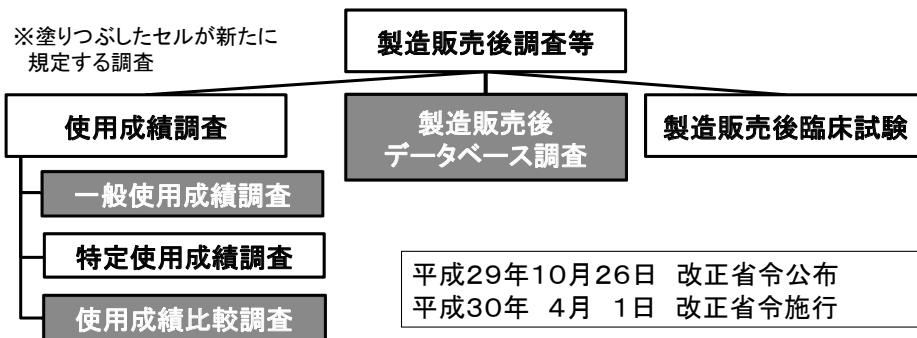 ※塗りつぶしたセルが新たに
規定する調査
製造販売後調査等
使用成績調査
製造販売後
データベース調査
製造販売後臨床試験
一般使用成績調査
特定使用成績調査
使用成績比較調査
平成29年10月26日 改正省令公布
平成30年 4月 1日 改正省令施行